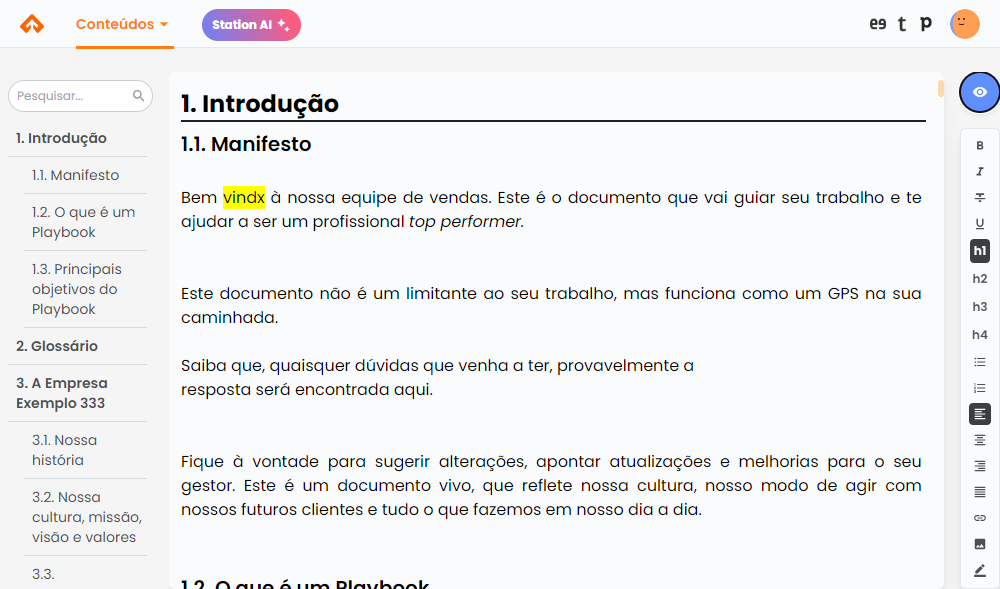 Conteúdos
Station AI
ee t p
Pesquisar...
1. Introdução
1.1. Manifesto
1.2. O que é um
Playbook
1.3. Principais
objetivos do
Playbook
2. Glossário
3. A Empresa
Exemplo 333
3.1. Nossa
história
3.2. Nossa
cultura, missão,
visão e valores
3.3.
1. Introdução
1.1. Manifesto
Bem vindx à nossa equipe de vendas. Este é o documento que vai guiar seu trabalho e te
ajudar a ser um profissional top performer.
Este documento não é um limitante ao seu trabalho, mas funciona como um GPS na sua
caminhada.
Saiba que, quaisquer dúvidas que venha a ter, provavelmente a
resposta será encontrada aqui.
Fique à vontade para sugerir alterações, apontar atualizações e melhorias para o seu
gestor. Este é um documento vivo, que reflete nossa cultura, nosso modo de agir com
nossos futuros clientes e tudo o que fazemos em nosso dia a dia.
1.2. O que é um Playbook
B
I
T
U
h1
h2
h3
h4